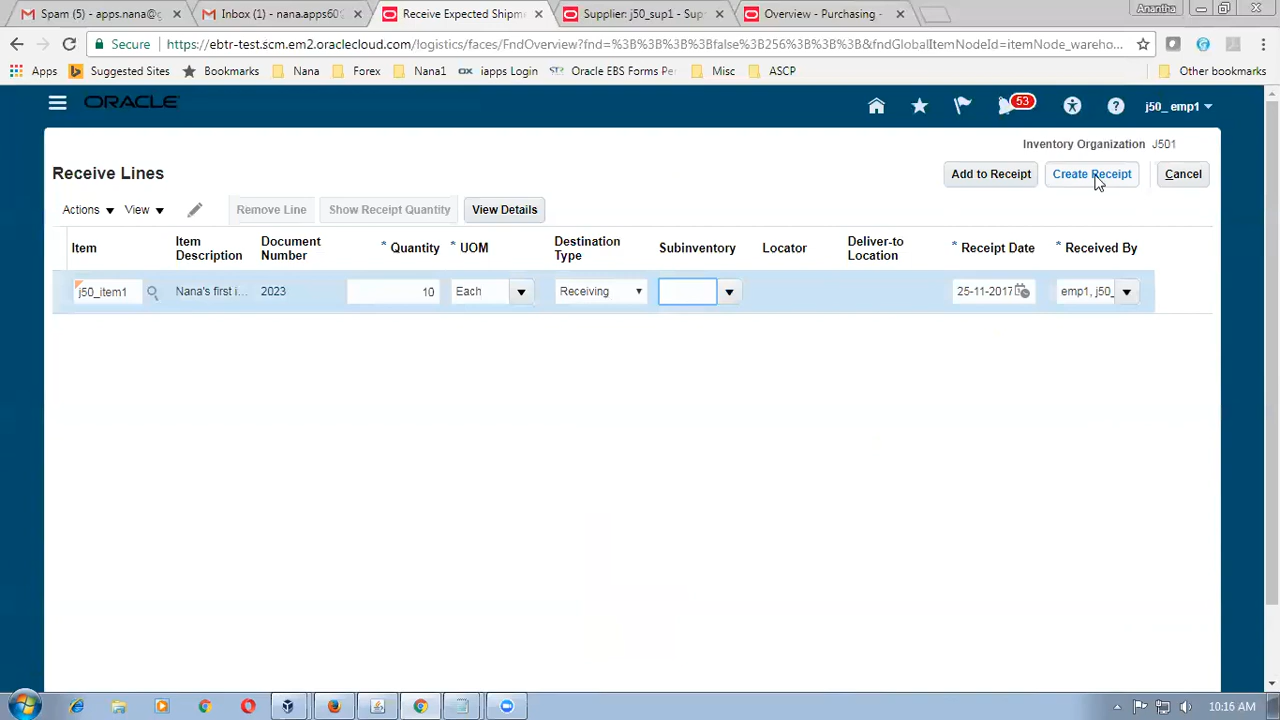 Spam (5) - appsnana@g
Inbox (1) - nana.apps60
Receive Expected Shipme
Supplier: j50_sup1 - Sup
Overview - Purchasing -
Anantha
Secure
https://ebtr-test.scm.em2.oraclecloud.com/logistics/faces/FndOverview?fnd=%3B%3B%3B%3Bfalse%3B256%3B%3B%3B&fndGlobalItemNodeId=itemNode_wareho...
Apps
Suggested Sites
Bookmarks
Nana
Forex
Nana1
iapps Login
Oracle EBS Forms Per
Misc
ASCP
Other bookmarks
ORACLE
53
j50_ emp1
Inventory Organization J501
Receive Lines
Add to Receipt
Create Receipt
Cancel
Actions
View
Remove Line
Show Receipt Quantity
View Details
Item
Item Description
Document Number
* Quantity
* UOM
Destination Type
Subinventory
Locator
Deliver-to Location
* Receipt Date
* Received By
j50_item1
Nana's first i...
2023
10
Each
Receiving
25-11-2017
emp1, j50_
10:16 AM